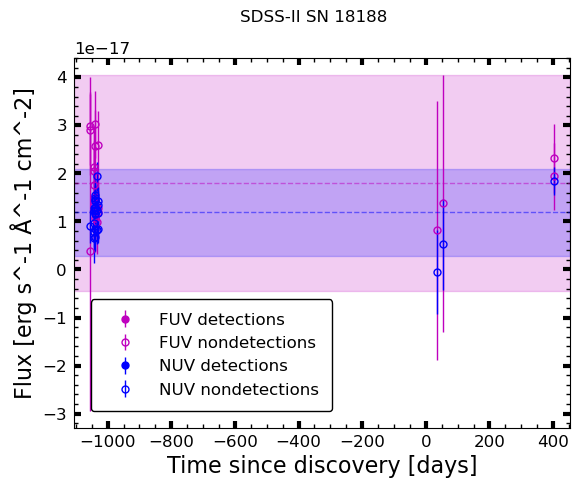 SDSS-II SN 18188
1e−17
4
3
2
1
0
−1
−2
−3
Flux [erg s^-1 Å^-1 cm^-2]
FUV detections
FUV nondetections
NUV detections
NUV nondetections
−1000 −800 −600 −400 −200 0 200 400
Time since discovery [days]